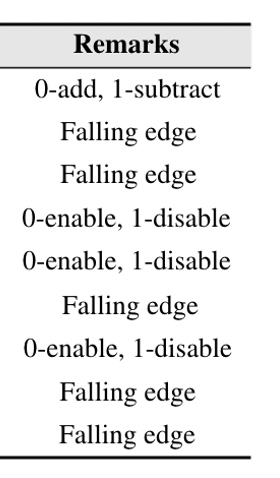 Remarks
0-add, 1-subtract
Falling edge
Falling edge
0-enable, 1-disable
0-enable, 1-disable
Falling edge
0-enable, 1-disable
Falling edge
Falling edge